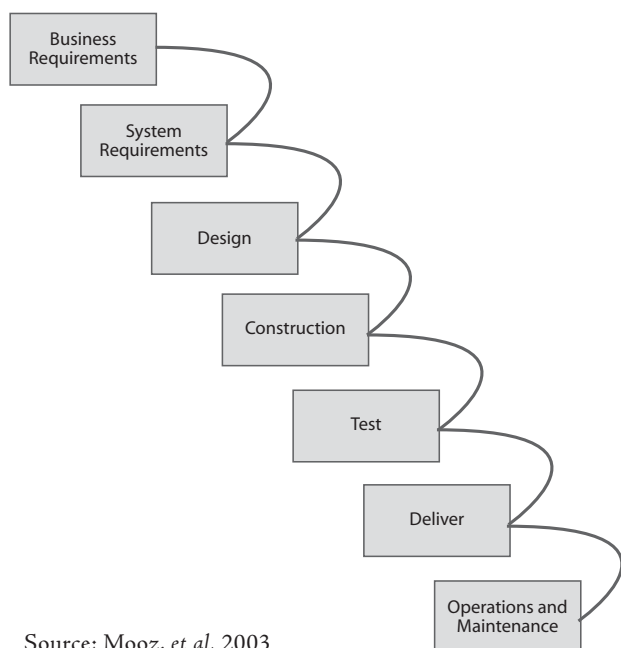 Business
Requirements
System
Requirements
Design
Construction
Test
Deliver
Operations and
Maintenance
Source: Mooz, et al. 2003